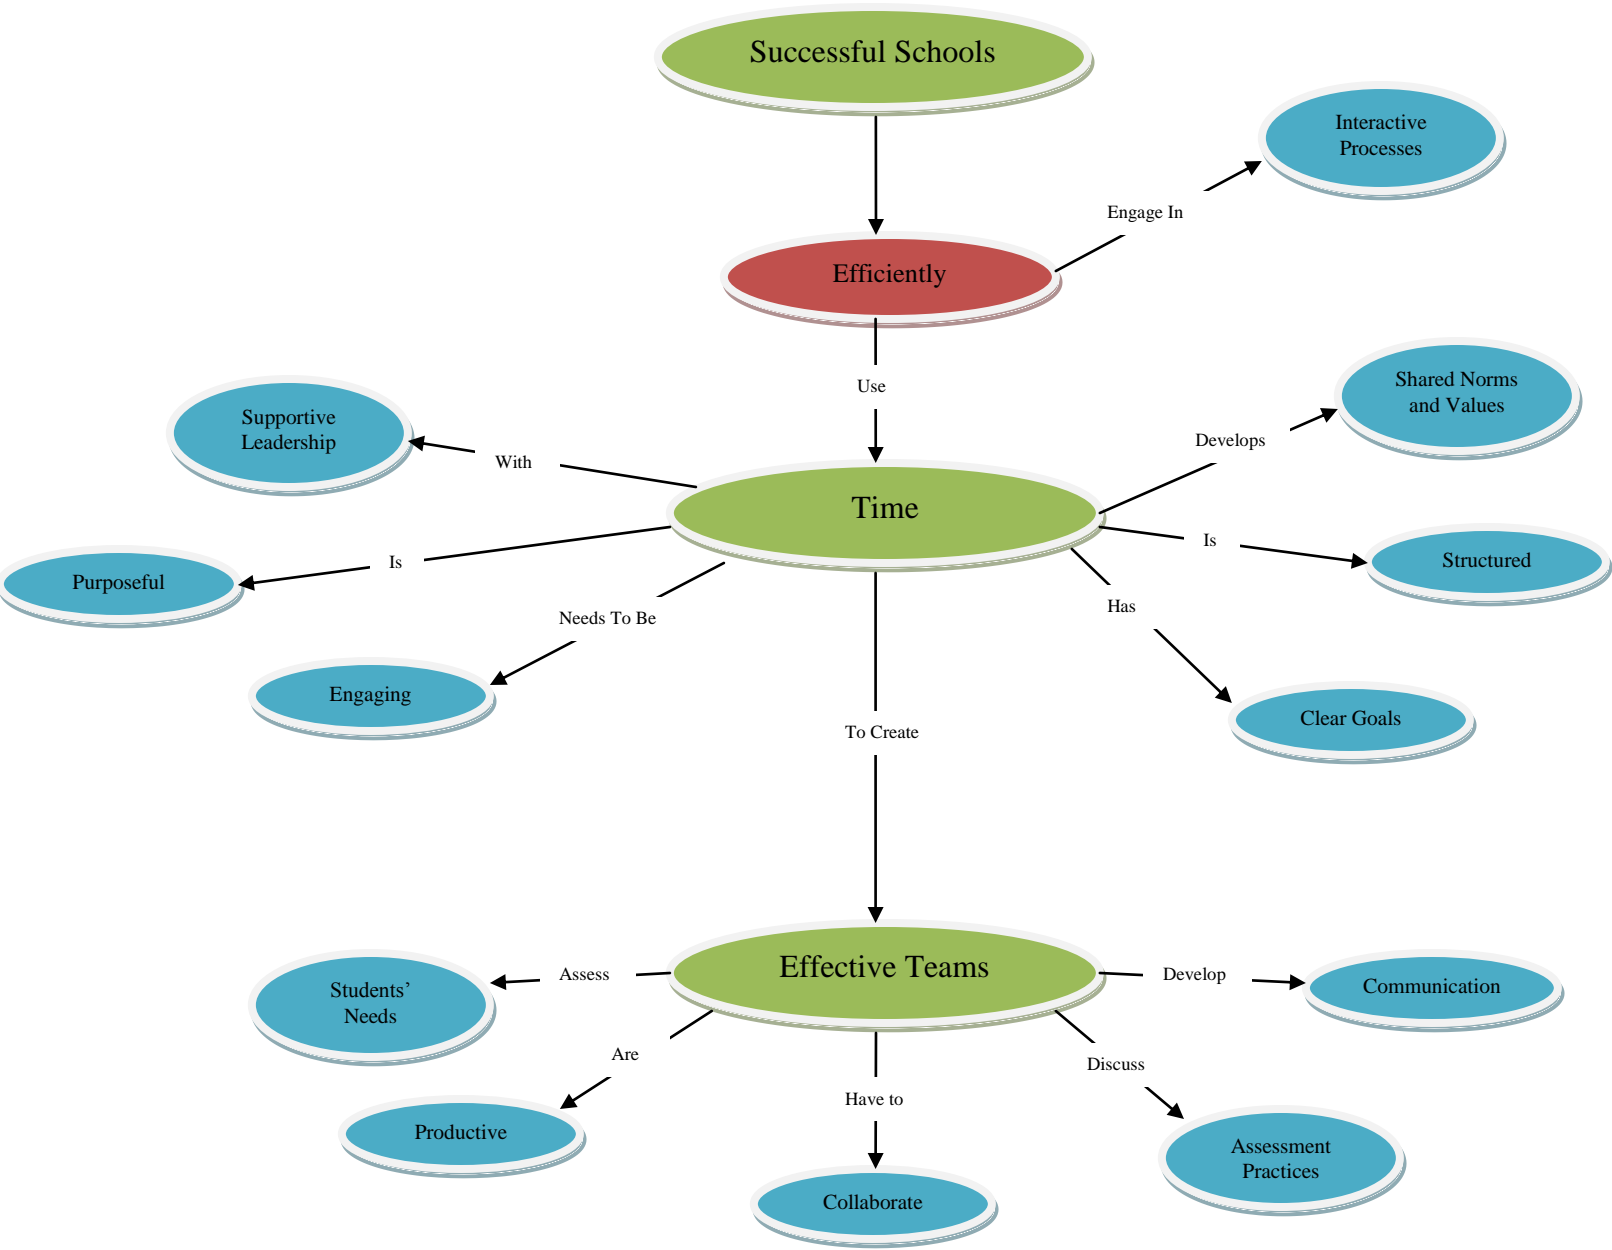 Successful Schools
Interactive
Processes
Engage In
Efficiently
Use
Shared Norms
and Values
Supportive
Leadership
Develops
With
Time
Is
Structured
Is
Purposeful
Has
Needs To Be
Engaging
Clear Goals
To Create
Effective Teams
Assess
Develop
Communication
Students’
Needs
Are
Discuss
Have to
Productive
Assessment
Practices
Collaborate